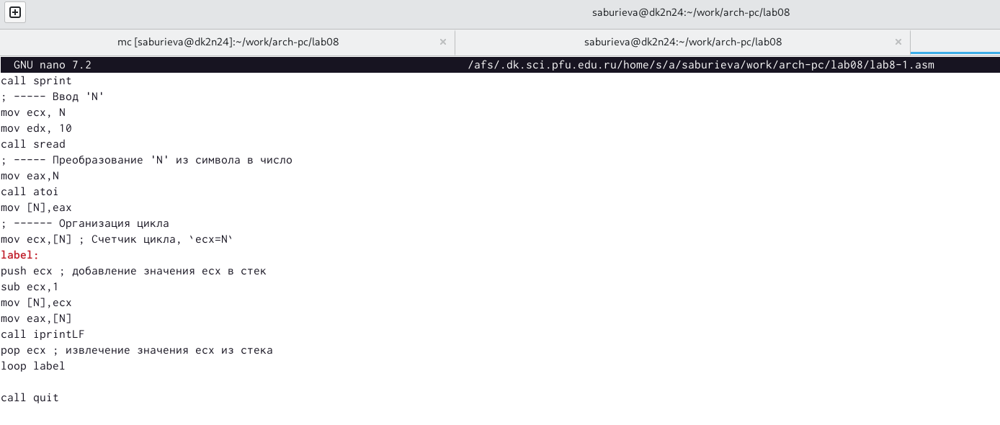 saburieva@dk2n24:~/work/arch-pc/lab08
mc [saburieva@dk2n24]:~/work/arch-pc/lab08 × saburieva@dk2n24:~/work/arch-pc/lab08 ×
GNU nano 7.2 /afs/.dk.sci.pfu.edu.ru/home/s/a/saburieva/work/arch-pc/lab08/lab8-1.asm
call sprint
; ----- Ввод 'N'
mov ecx, N
mov edx, 10
call sread
; ----- Преобразование 'N' из символа в число
mov eax,N
call atoi
mov [N],eax
; ------ Организация цикла
mov ecx,[N] ; Счетчик цикла, `ecx=N`
label:
push ecx ; добавление значения ecx в стек
sub ecx,1
mov [N],ecx
mov eax,[N]
call iprintLF
pop ecx ; извлечение значения ecx из стека
loop label
call quit